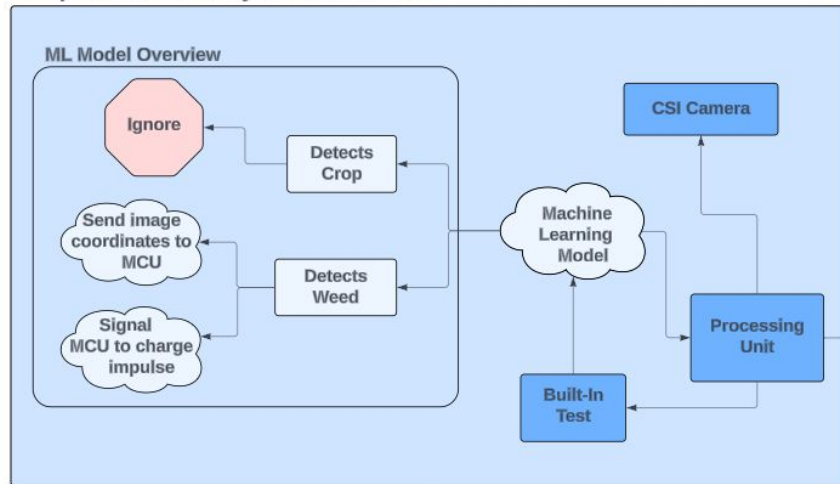 ML Model Overview
Ignore
Detects
Crop
Send image
coordinates to
MCU
Detects
Weed
Signal
MCU to charge
impulse
Machine
Learning
Model
CSI Camera
Processing
Unit
Built-In
Test